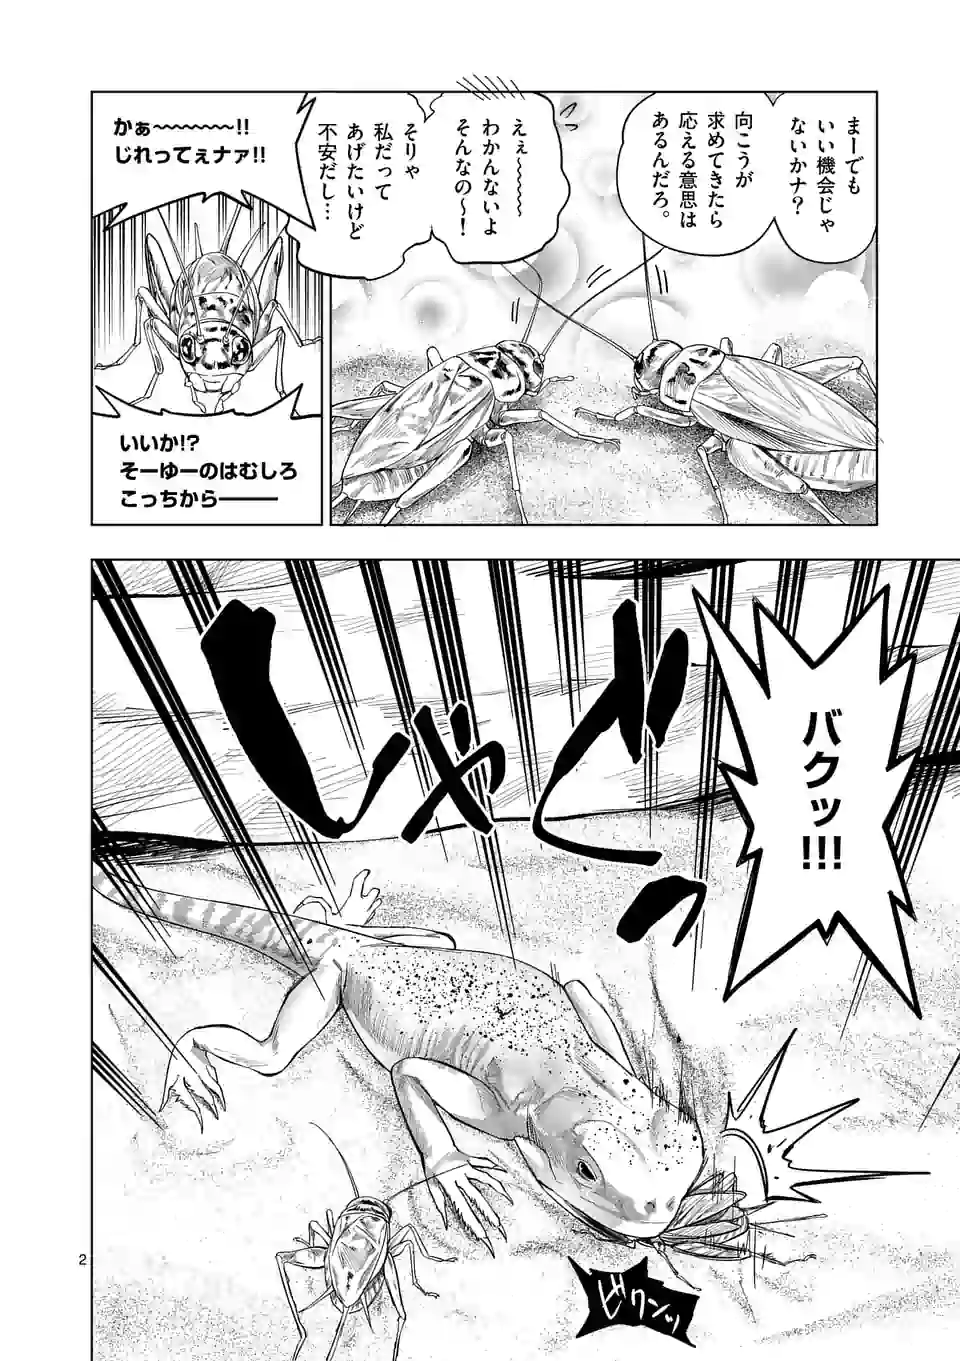 まーでも
いい機会じゃ
ないかナ？
向こうが
求めてきたら
応える意思は
あるんだろ。
えぇ～～～～
わかんないよ
そんなの～！
そりゃ
私だって
あげたいけど
不安だし…
かぁ～～～～～～!!
じれってぇナァ!!
いいか!?
そーゆーのはむしろ
こっちから━━━
バクッ!!!
ビクンッ
2